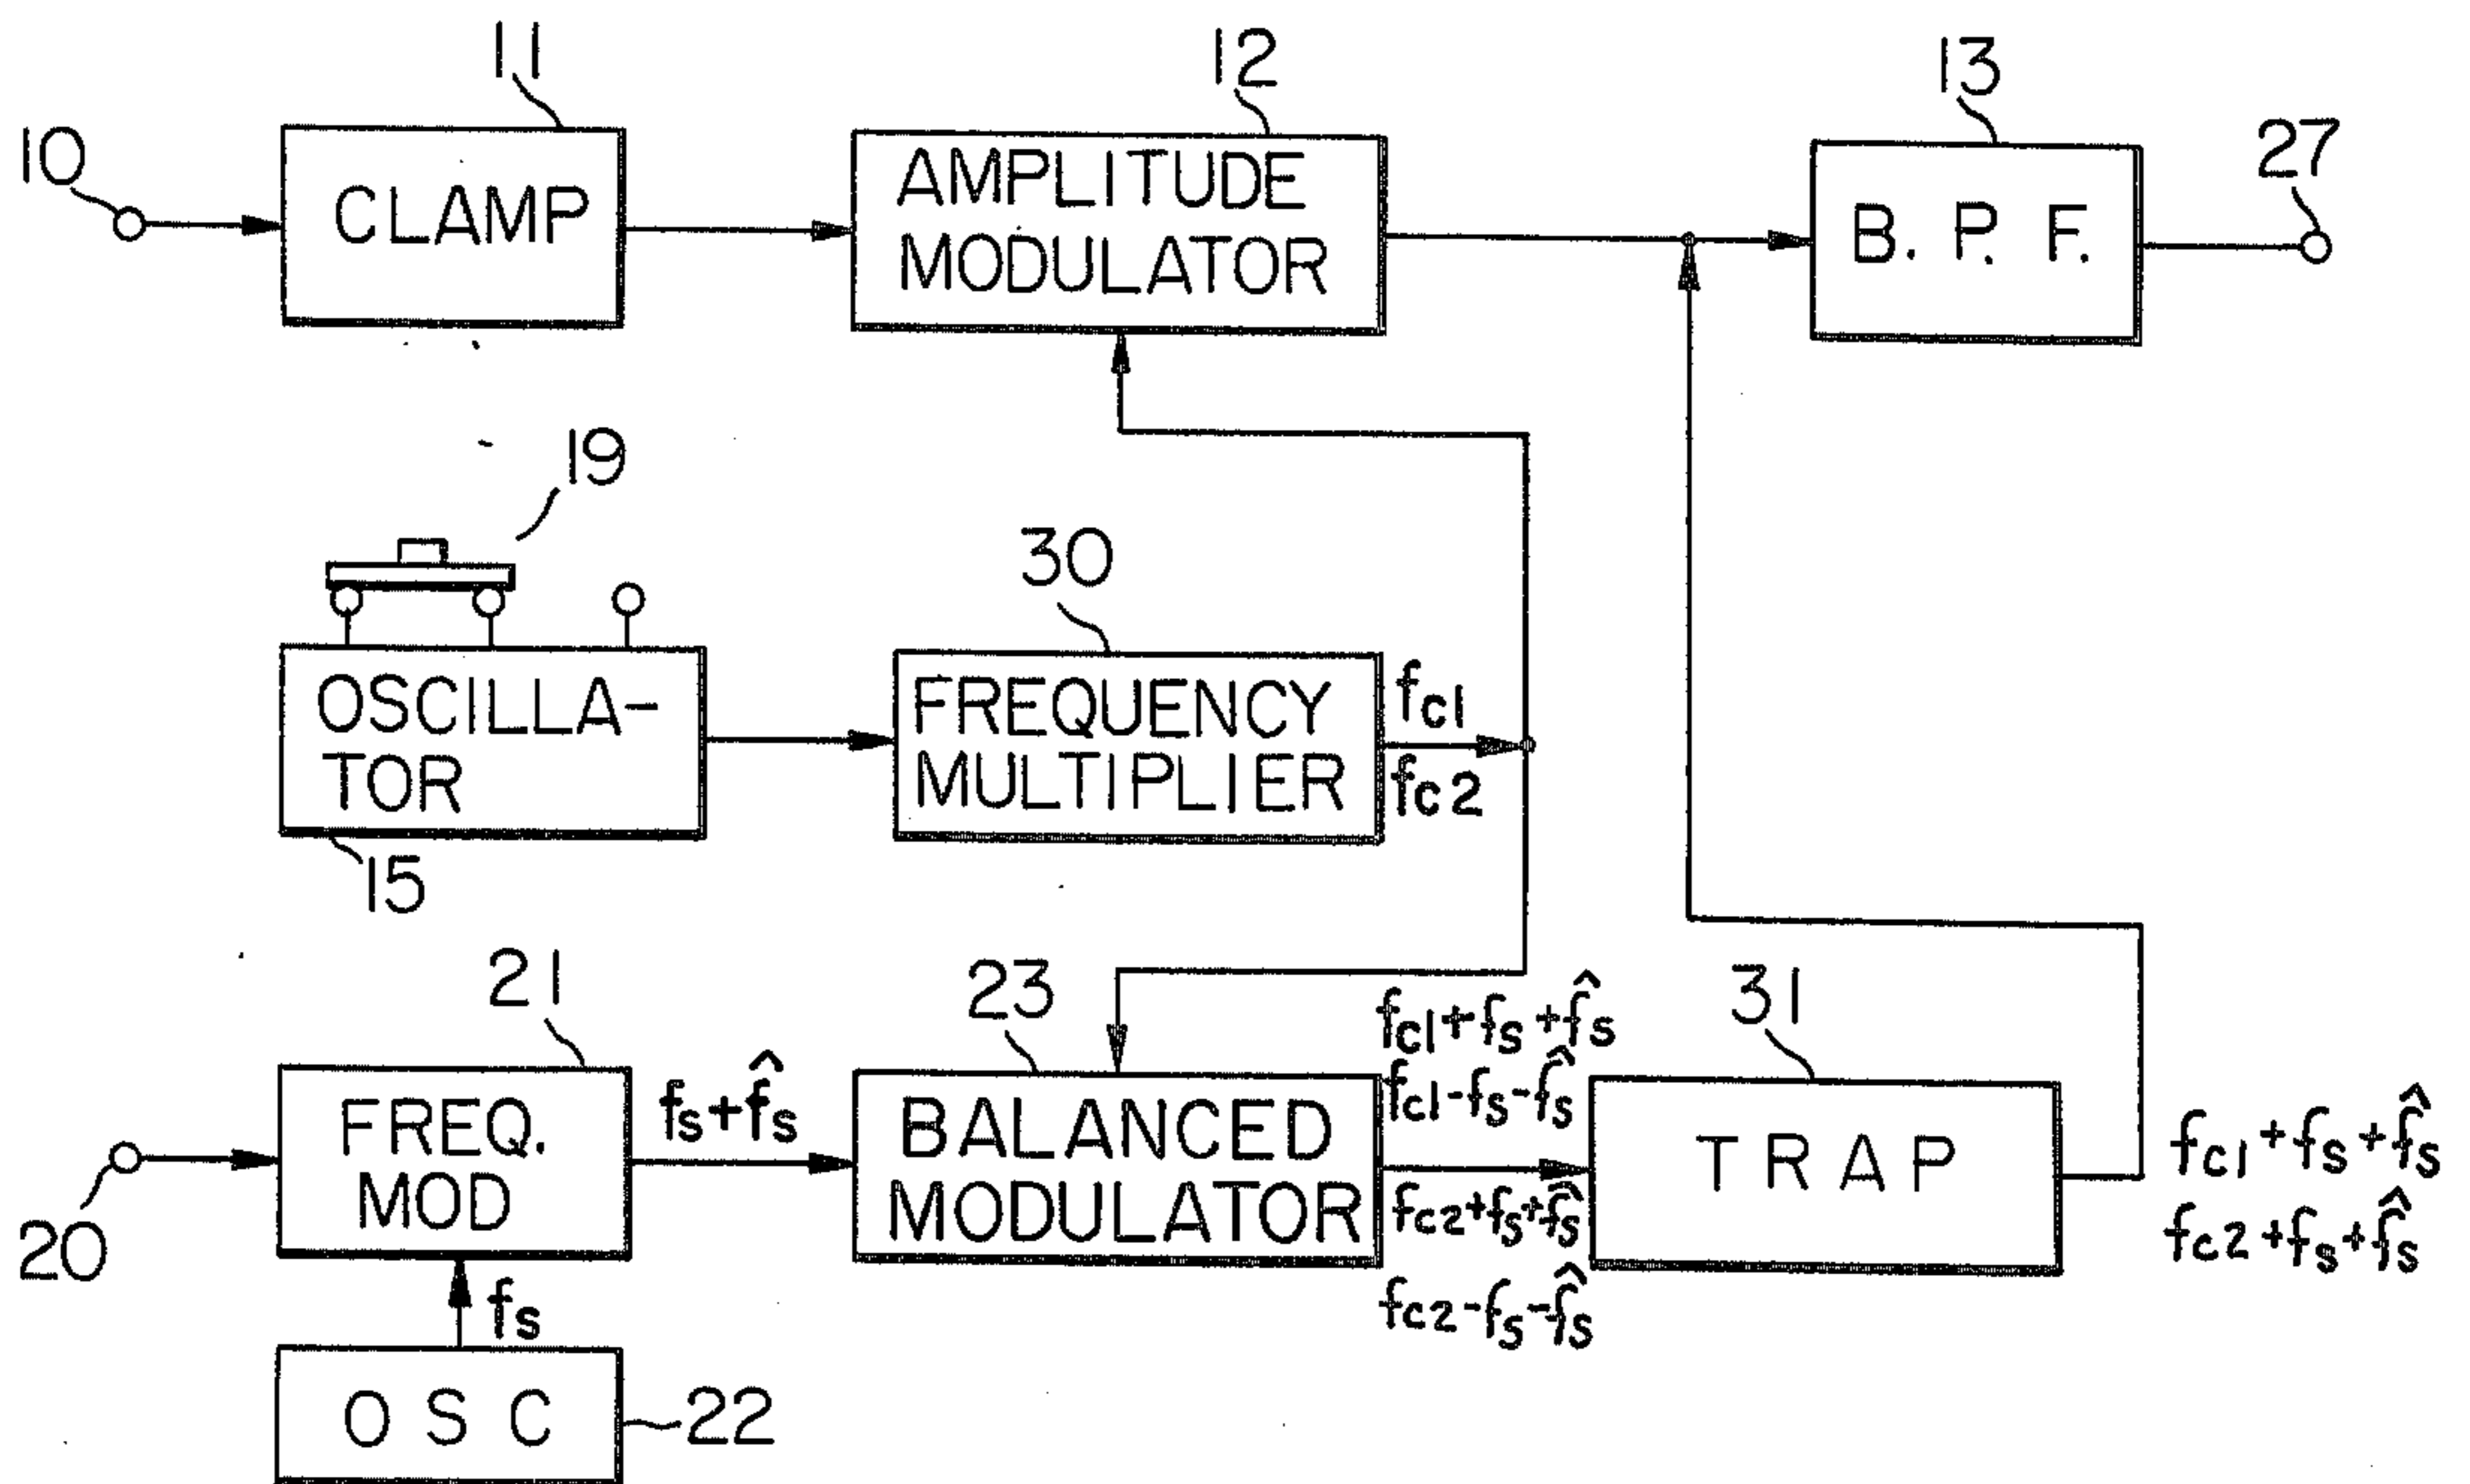 11
12
13
10
27
CLAMP
AMPLITUDE
MODULATOR
B. P. F.
19
30
OSCILLA-
TOR
FREQUENCY
MULTIPLIER
fc1
fc2
15
21
23
31
fc1+fs+f̂s
fc1-fs-f̂s
FREQ.
MOD
fs+f̂s
BALANCED
MODULATOR
TRAP
fc1+fs+f̂s
fc2+fs+f̂s
fc2+fs+f̂s
fc2-fs-f̂s
20
fs
OSC
22